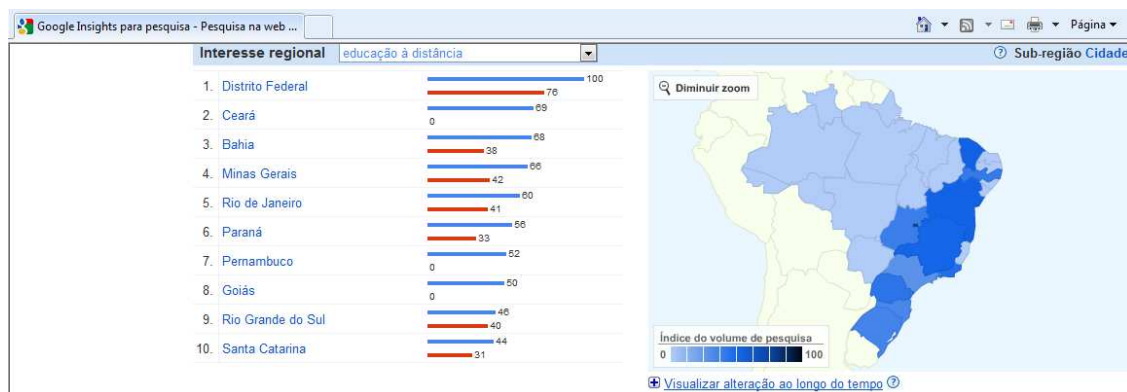 Google Insights para pesquisa - Pesquisa na web ...
Página
Interesse regional educação à distância
Sub-região Cidade
1. Distrito Federal 100
76
2. Ceará 69
0
3. Bahia 68
38
4. Minas Gerais 66
42
5. Rio de Janeiro 60
41
6. Paraná 56
33
7. Pernambuco 52
0
8. Goiás 50
0
9. Rio Grande do Sul 46
40
10. Santa Catarina 44
31
Diminuir zoom
Índice do volume de pesquisa
0 100
Visualizar alteração ao longo do tempo